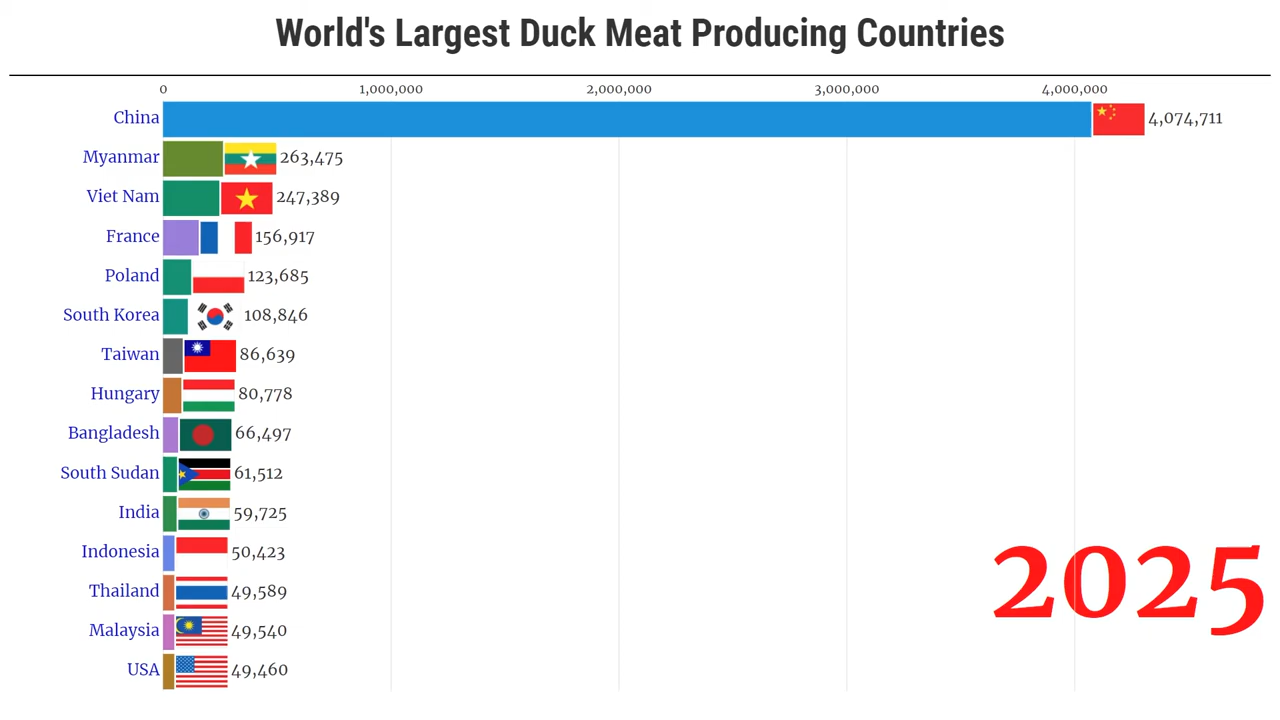 World's Largest Duck Meat Producing Countries
0 1,000,000 2,000,000 3,000,000 4,000,000
China 4,074,711
Myanmar 263,475
Viet Nam 247,389
France 156,917
Poland 123,685
South Korea 108,846
Taiwan 86,639
Hungary 80,778
Bangladesh 66,497
South Sudan 61,512
India 59,725
Indonesia 50,423
Thailand 49,589
Malaysia 49,540
USA 49,460
2025